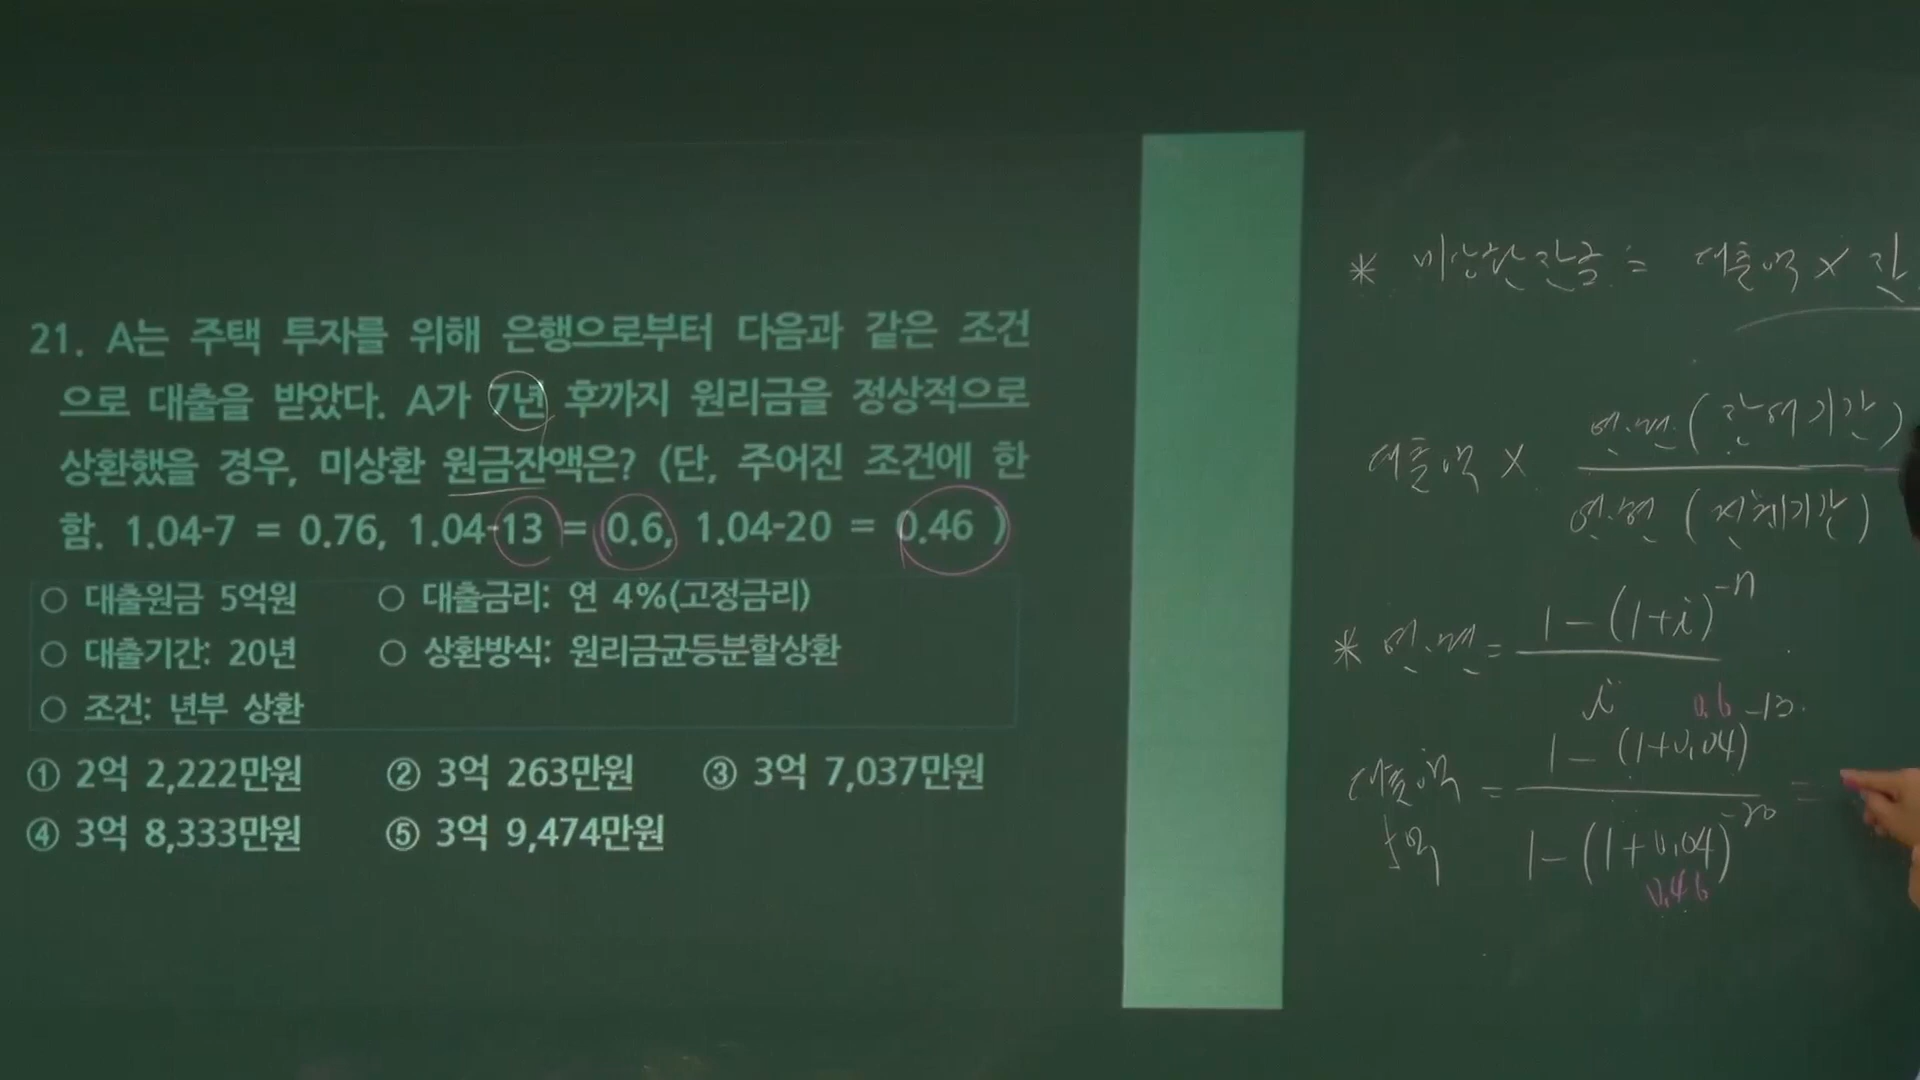 21. A는 주택 투자를 위해 은행으로부터 다음과 같은 조건
으로 대출을 받았다. A가 7년 후까지 원리금을 정상적으로
상환했을 경우, 미상환 원금잔액은? (단, 주어진 조건에 한
함. 1.04-7 = 0.76, 1.04-13 = 0.6, 1.04-20 = 0.46 )
○ 대출원금 5억원 ○ 대출금리: 연 4%(고정금리)
○ 대출기간: 20년 ○ 상환방식: 원리금균등분할상환
○ 조건: 년부 상환
① 2억 2,222만원 ② 3억 263만원 ③ 3억 7,037만원
④ 3억 8,333만원 ⑤ 3억 9,474만원
* 미상환잔금 = 대출액 × 잔
대출액 × 연.현 (잔여기간)
연.현 (전체기간)
* 연.현 = 1-(1+i)-n
i
0.6 -13
대출액 = 1-(1+0.04) =
5억 1-(1+0.04)-20
0.46